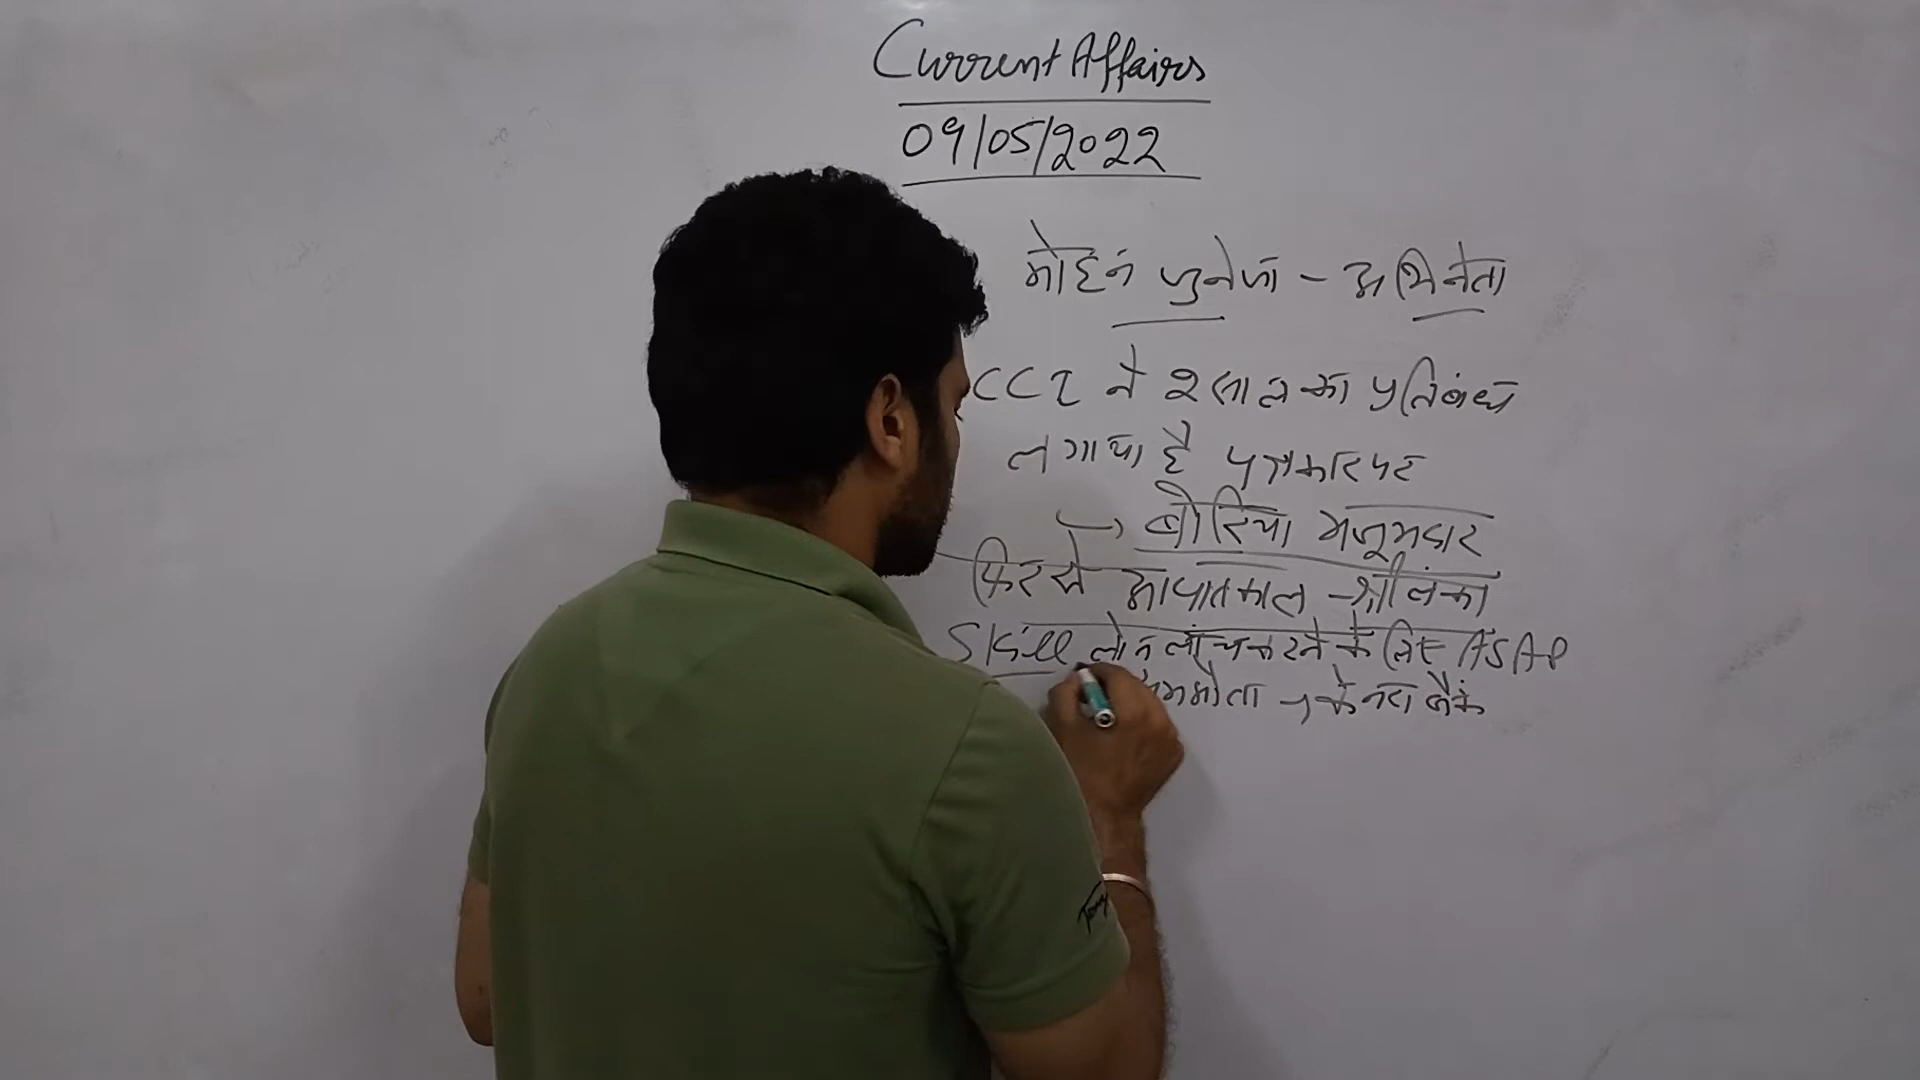 Current Affairs
09/05/2022
मोहन जुनेजा - अभिनेता
CCI ने 2 साल का प्रतिबंध
लगाया है पत्रकार पर
→ बोरिया मजूमदार
फिर से आपातकाल - श्रीलंका
Skill लोन लांच करने के लिए ASAP
समझौता → केनरा बैंक